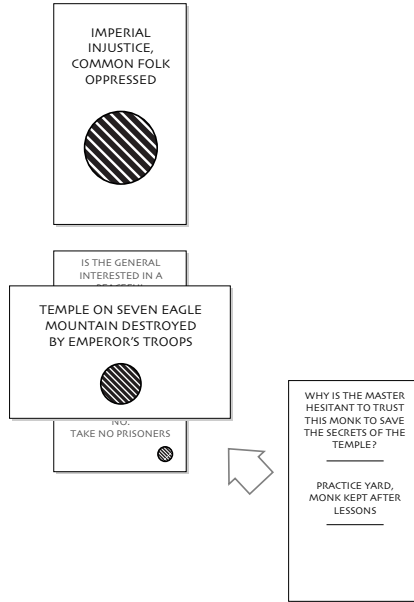 IMPERIAL
INJUSTICE,
COMMON FOLK
OPPRESSED
IS THE GENERAL
INTERESTED IN A
TEMPLE ON SEVEN EAGLE
MOUNTAIN DESTROYED
BY EMPEROR'S TROOPS
NO.
TAKE NO PRISONERS
WHY IS THE MASTER
HESITANT TO TRUST
THIS MONK TO SAVE
THE SECRETS OF THE
TEMPLE?
PRACTICE YARD,
MONK KEPT AFTER
LESSONS